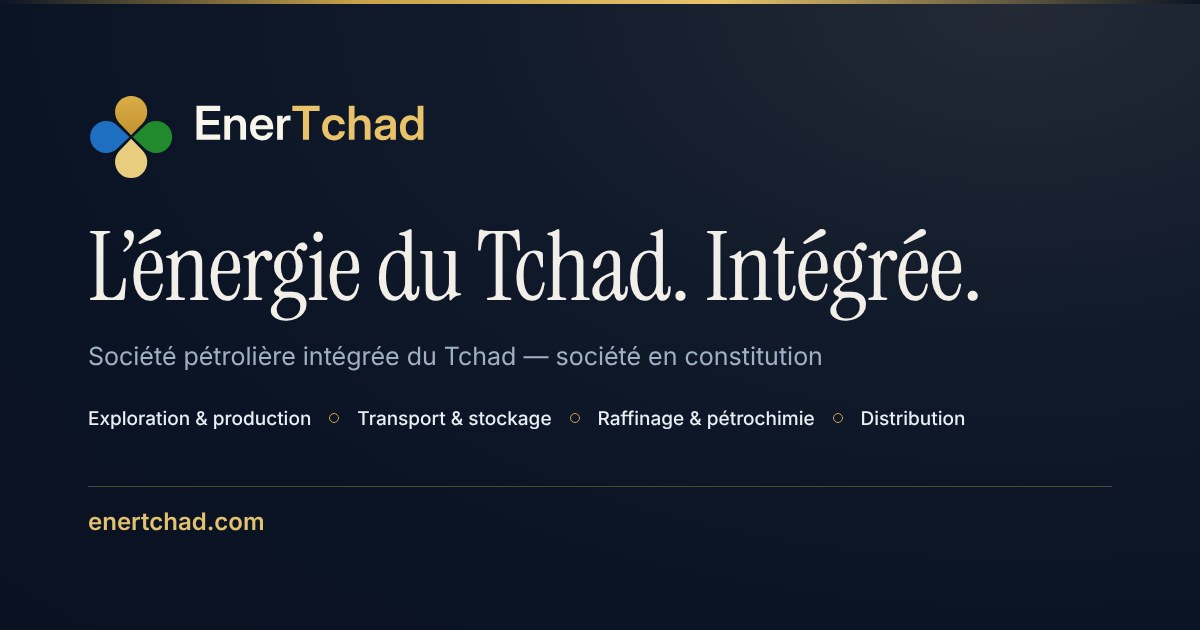 EnerTchad
L’énergie du Tchad. Intégrée.
Société pétrolière intégrée du Tchad — société en constitution
Exploration & production ○ Transport & stockage ○ Raffinage & pétrochimie ○ Distribution
enertchad.com